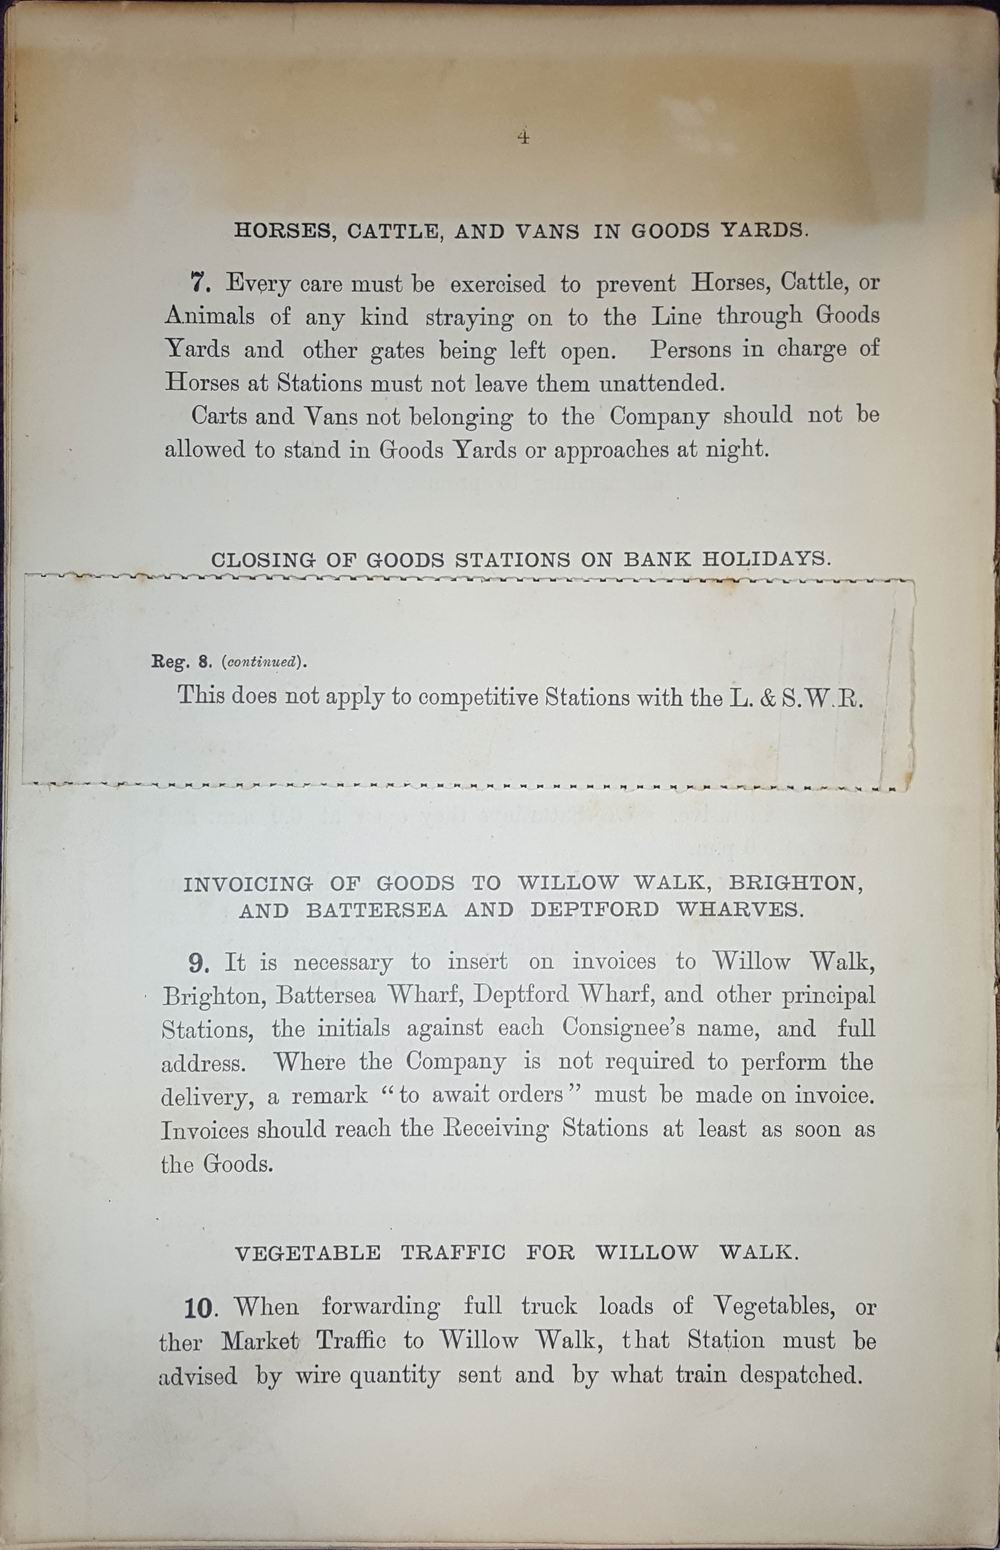 4
HORSES, CATTLE, AND VANS IN GOODS YARDS.
7. Every care must be exercised to prevent Horses, Cattle, or
Animals of any kind straying on to the Line through Goods
Yards and other gates being left open. Persons in charge of
Horses at Stations must not leave them unattended.
Carts and Vans not belonging to the Company should not be
allowed to stand in Goods Yards or approaches at night.
CLOSING OF GOODS STATIONS ON BANK HOLIDAYS.
Reg. 8. (continued).
This does not apply to competitive Stations with the L. & S.W.R.
INVOICING OF GOODS TO WILLOW WALK, BRIGHTON,
AND BATTERSEA AND DEPTFORD WHARVES.
9. It is necessary to insert on invoices to Willow Walk,
Brighton, Battersea Wharf, Deptford Wharf, and other principal
Stations, the initials against each Consignee's name, and full
address. Where the Company is not required to perform the
delivery, a remark "to await orders" must be made on invoice.
Invoices should reach the Receiving Stations at least as soon as
the Goods.
VEGETABLE TRAFFIC FOR WILLOW WALK.
10. When forwarding full truck loads of Vegetables, or
ther Market Traffic to Willow Walk, that Station must be
advised by wire quantity sent and by what train despatched.